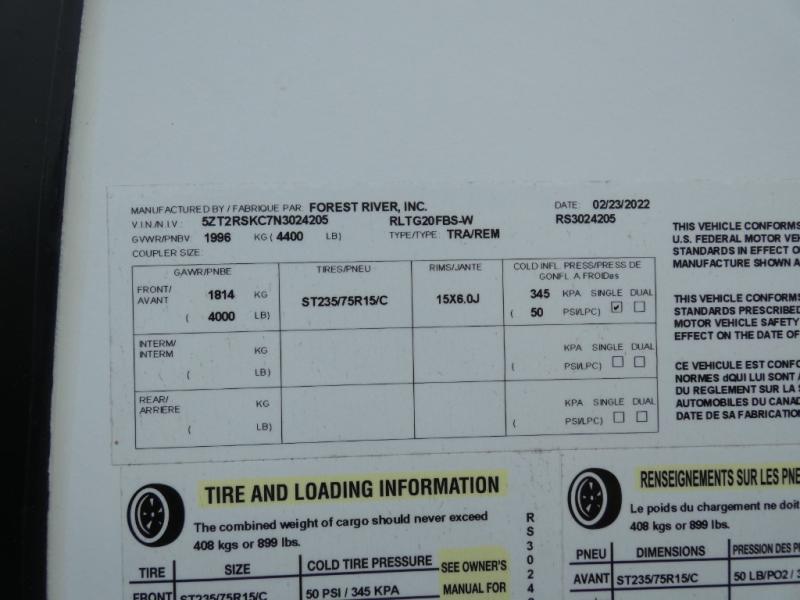 MANUFACTURED BY / FABRIQUE PAR: FOREST RIVER, INC. DATE: 02/23/2022
V.I.N./N.I.V.: 5ZT2RSKC7N3024205 RLTG20FBS-W RS3024205
GVWR/PNBV: 1996 KG ( 4400 LB) TYPE/TYPE: TRA/REM
COUPLER SIZE:
GAWR/PNBE TIRES/PNEU RIMS/JANTE COLD INFL. PRESS/PRESS DE
GONFL A FROIDes
FRONT/ 1814 KG ST235/75R15/C 15X6.0J 345 KPA SINGLE DUAL
AVANT ( 4000 LB) ( 50 PSI/LPC)
INTERM/ KG KPA SINGLE DUAL
INTERM ( LB) ( PSI/LPC)
REAR/ KG KPA SINGLE DUAL
ARRIÈRE ( LB) ( PSI/LPC)
THIS VEHICLE CONFORMS
U.S. FEDERAL MOTOR
STANDARDS IN EFFECT
MANUFACTURE SHOWN
THIS VEHICLE CONFORMS
STANDARDS PRESCRIBED
MOTOR VEHICLE SAFETY
EFFECT ON THE DATE OF
CE VEHICULE EST
NORMES dQUI LUI SONT
DU REGLEMENT SUR LA
AUTOMOBILES DU
DATE DE SA
TIRE AND LOADING INFORMATION
The combined weight of cargo should never exceed
408 kgs or 899 lbs.
TIRE SIZE COLD TIRE PRESSURE SEE OWNER'S
FRONT ST235/75R15/C 50 PSI / 345 KPA MANUAL FOR
RS3024
RENSEIGNEMENTS SUR LES
Le poids du chargement ne doit
408 kg or 899 lbs.
PNEU DIMENSIONS PRESSION DES
AVANT ST235/75R15/C 50 LB/PO2 /